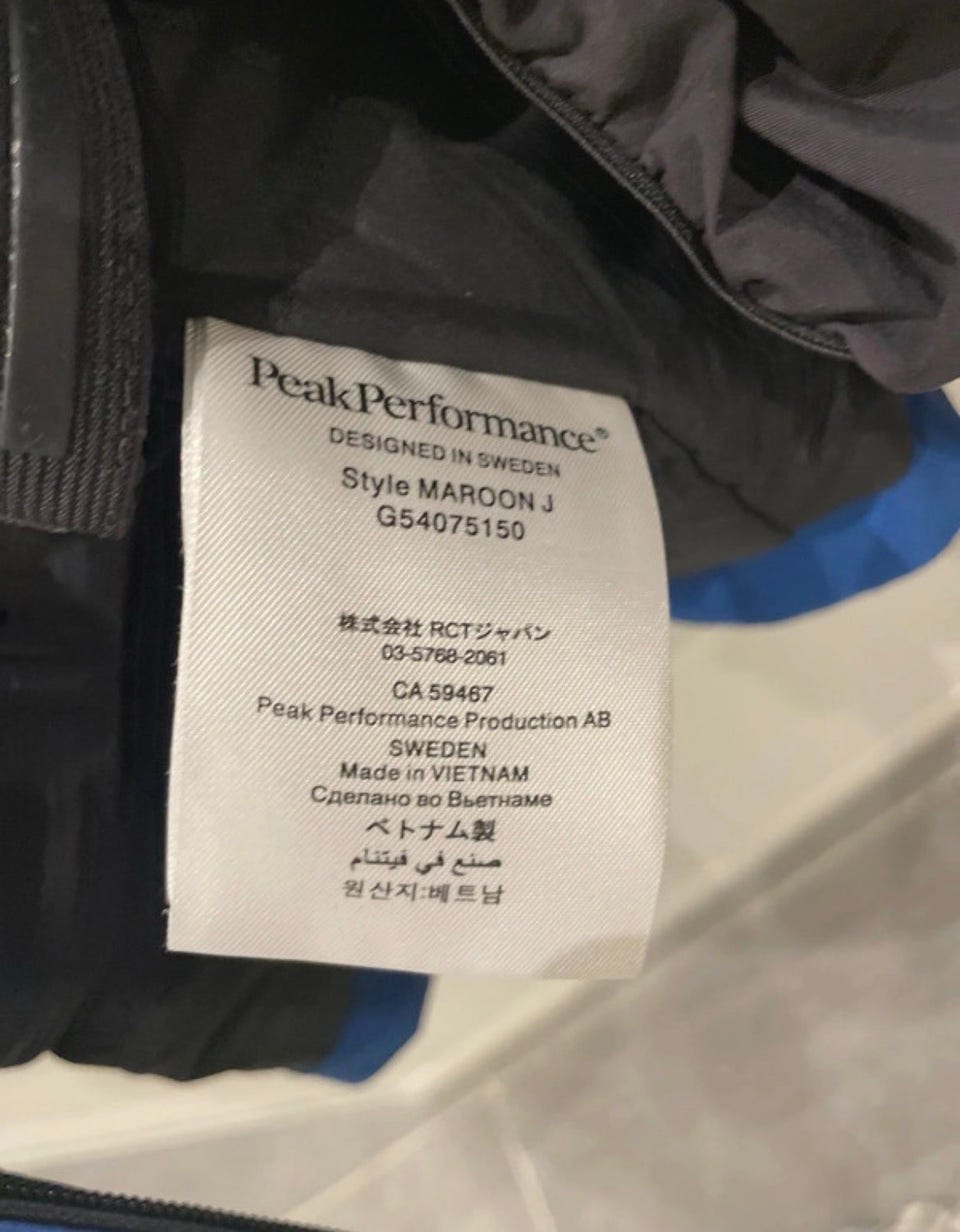 PeakPerformance®
DESIGNED IN SWEDEN
Style MAROON J
G54075150
株式会社 RCTジャパン
03-5768-2061
CA 59467
Peak Performance Production AB
SWEDEN
Made in VIETNAM
Сделано во Вьетнаме
ベトナム製
صنع في فيتنام
원산지:베트남